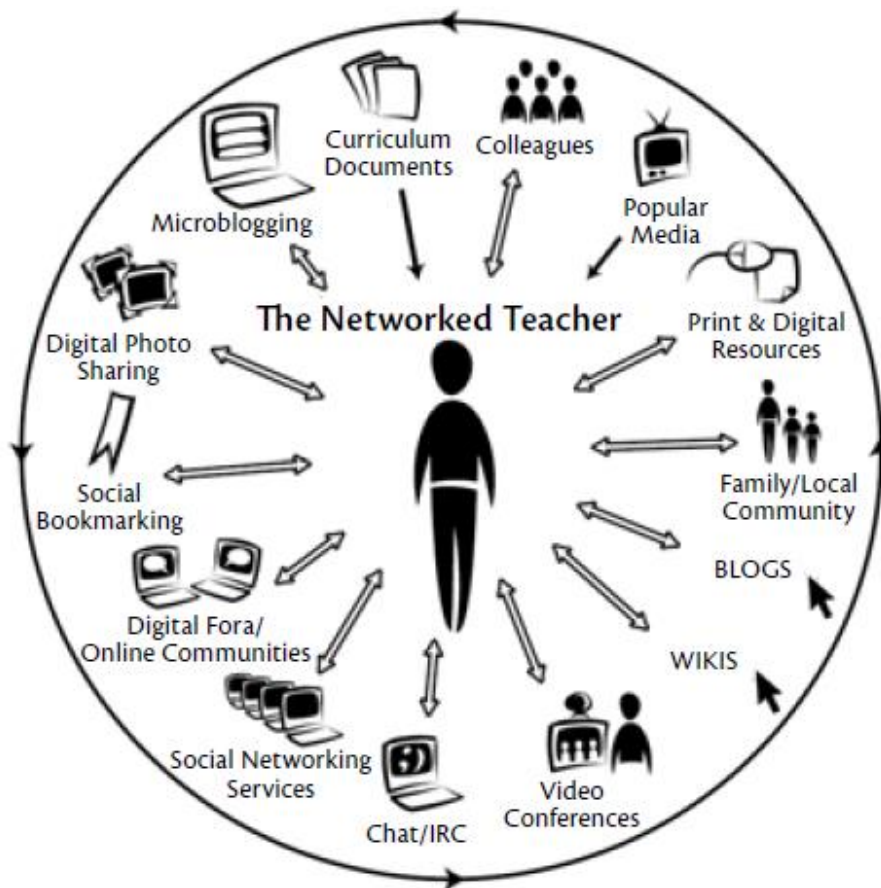 Curriculum
Documents
Colleagues
Microblogging
Popular
Media
The Networked Teacher
Print & Digital
Resources
Digital Photo
Sharing
Family/Local
Community
Social
Bookmarking
BLOGS
Digital Fora/
Online Communities
WIKIS
Social Networking
Services
Chat/IRC
Video
Conferences